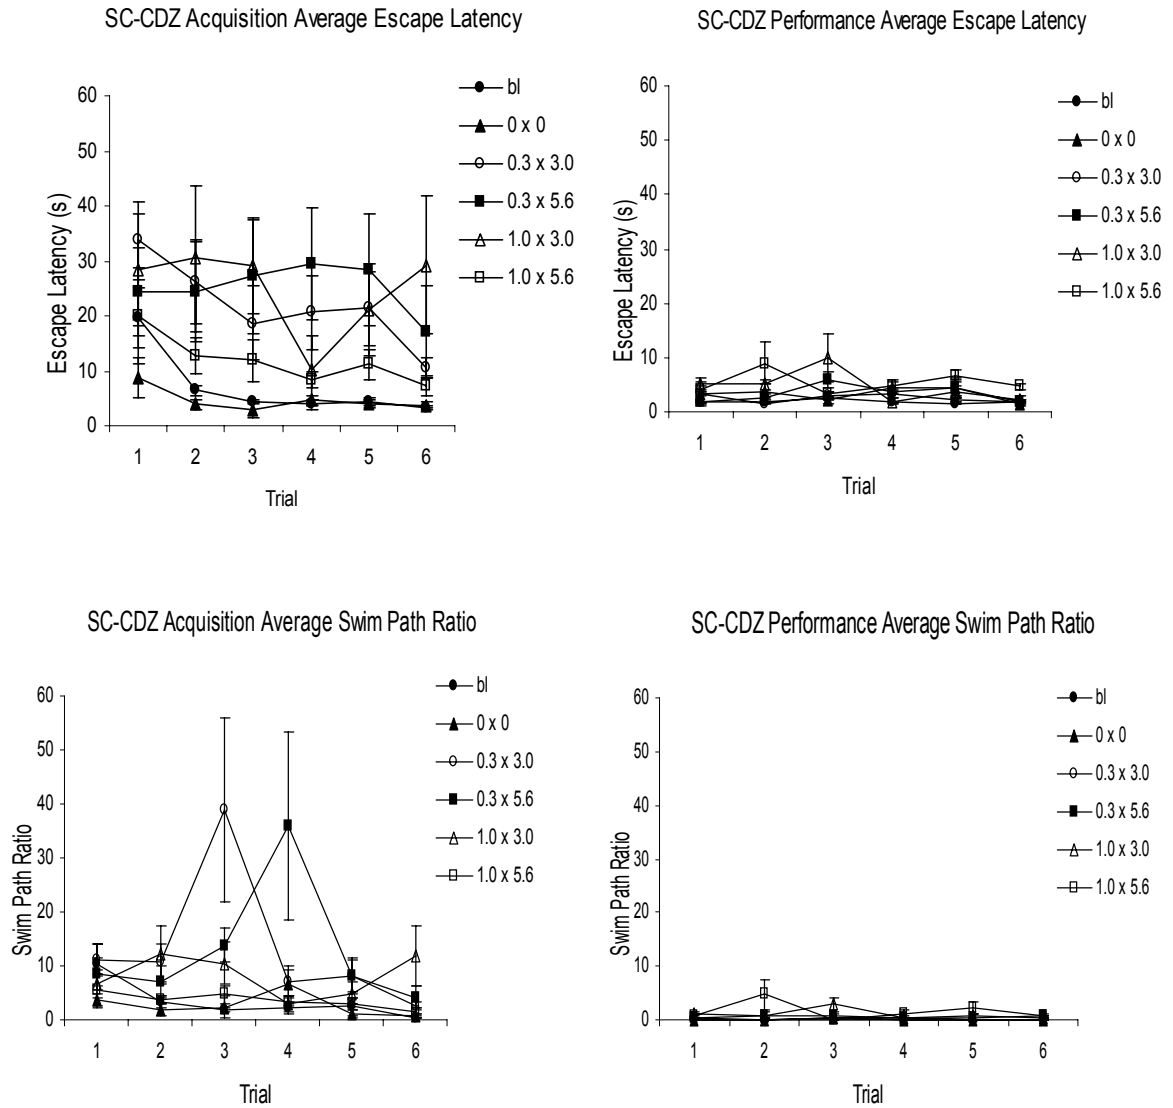 SC-CDZ Acquisition Average Escape Latency
60
50
40
30
20
10
0
Escape Latency (s)
1 2 3 4 5 6
Trial
bl
0 x 0
0.3 x 3.0
0.3 x 5.6
1.0 x 3.0
1.0 x 5.6
SC-CDZ Performance Average Escape Latency
60
50
40
30
20
10
0
Escape Latency (s)
1 2 3 4 5 6
Trial
bl
0 x 0
0.3 x 3.0
0.3 x 5.6
1.0 x 3.0
1.0 x 5.6
SC-CDZ Acquisition Average Swim Path Ratio
60
50
40
30
20
10
0
Swim Path Ratio
1 2 3 4 5 6
Trial
bl
0 x 0
0.3 x 3.0
0.3 x 5.6
1.0 x 3.0
1.0 x 5.6
SC-CDZ Performance Average Swim Path Ratio
60
50
40
30
20
10
0
Swim Path Ratio
1 2 3 4 5 6
Trial
bl
0 x 0
0.3 x 3.0
0.3 x 5.6
1.0 x 3.0
1.0 x 5.6